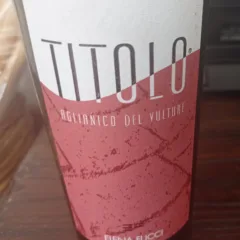 TITOLO
AGLIANICO DEL VULTURE
ELENA FUCCI